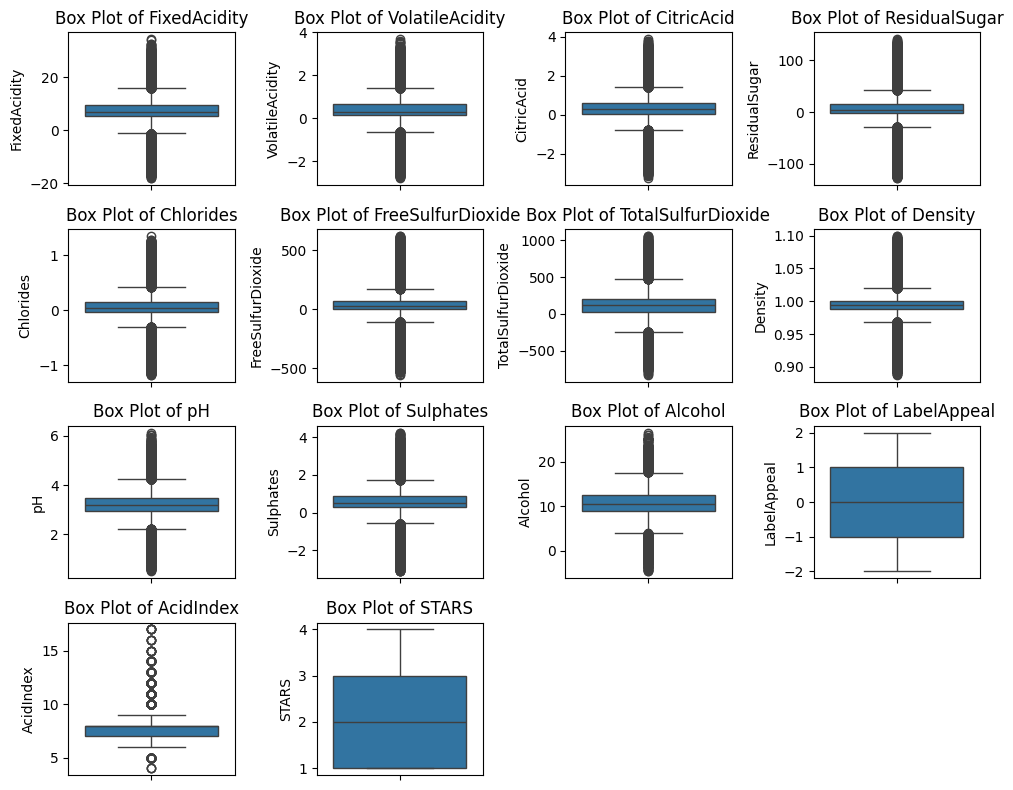 Box Plot of FixedAcidity
FixedAcidity
20
0
−20
Box Plot of VolatileAcidity
VolatileAcidity
4
2
0
−2
Box Plot of CitricAcid
CitricAcid
4
2
0
−2
Box Plot of ResidualSugar
ResidualSugar
100
0
−100
Box Plot of Chlorides
Chlorides
1
0
−1
Box Plot of FreeSulfurDioxide
FreeSulfurDioxide
500
0
−500
Box Plot of TotalSulfurDioxide
TotalSulfurDioxide
1000
500
0
−500
Box Plot of Density
Density
1.10
1.05
1.00
0.95
0.90
Box Plot of pH
pH
6
4
2
Box Plot of Sulphates
Sulphates
4
2
0
−2
Box Plot of Alcohol
Alcohol
20
10
0
Box Plot of LabelAppeal
LabelAppeal
2
1
0
−1
−2
Box Plot of AcidIndex
AcidIndex
15
10
5
Box Plot of STARS
STARS
4
3
2
1